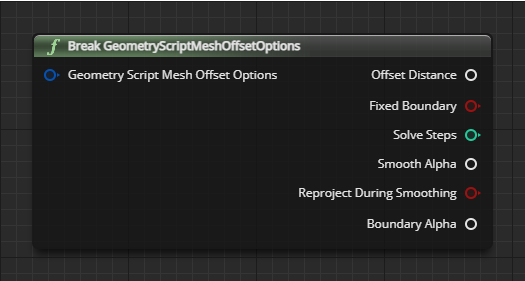 f Break GeometryScriptMeshOffsetOptions
Geometry Script Mesh Offset Options
Offset Distance
Fixed Boundary
Solve Steps
Smooth Alpha
Reproject During Smoothing
Boundary Alpha